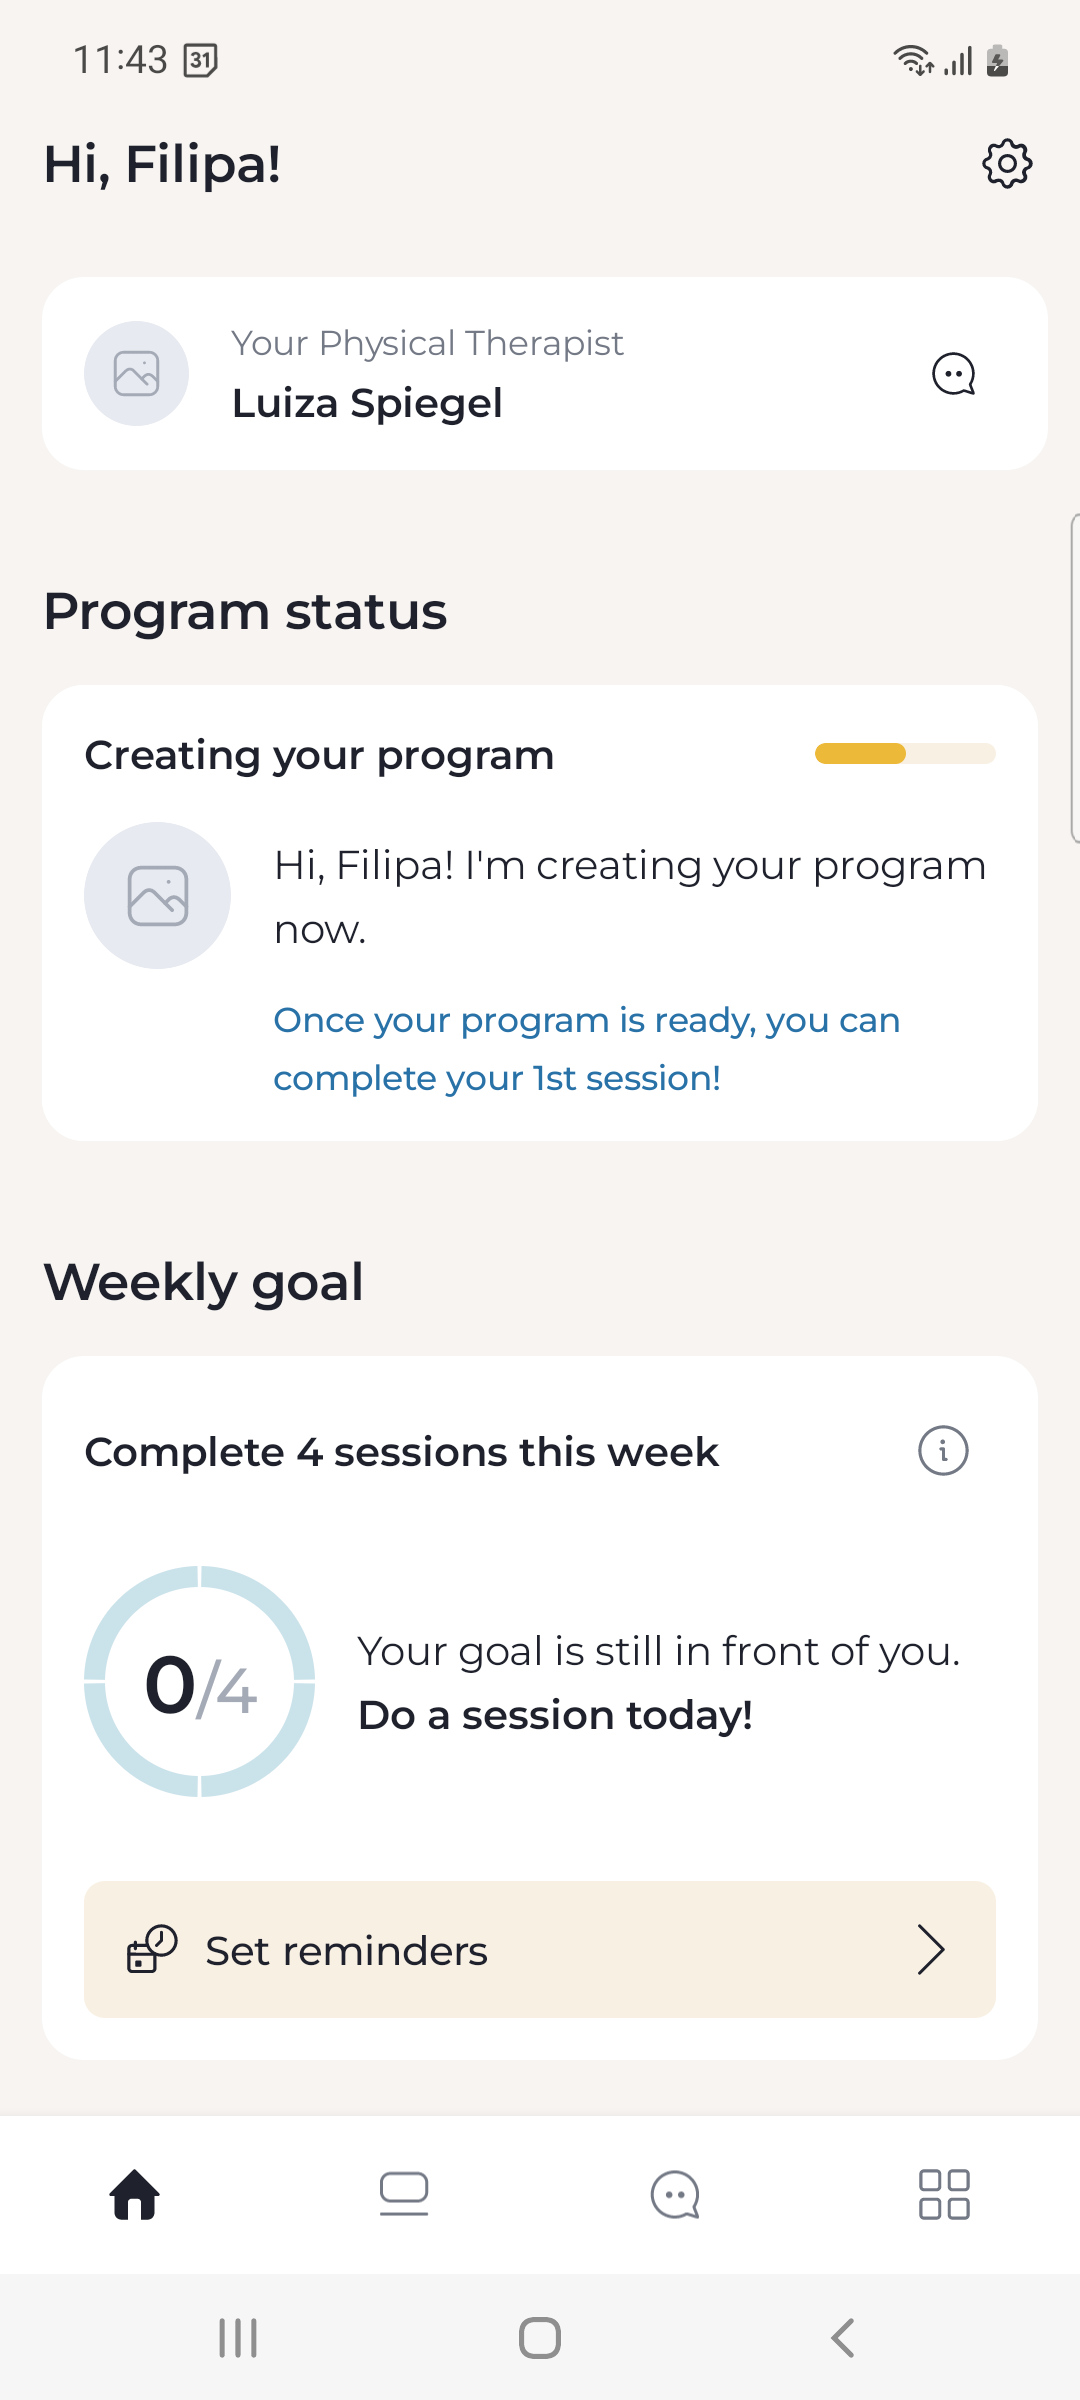 11:43 31
Hi, Filipa!
Your Physical Therapist
Luiza Spiegel
Program status
Creating your program
Hi, Filipa! I'm creating your program
now.
Once your program is ready, you can
complete your 1st session!
Weekly goal
Complete 4 sessions this week
0/4
Your goal is still in front of you.
Do a session today!
Set reminders